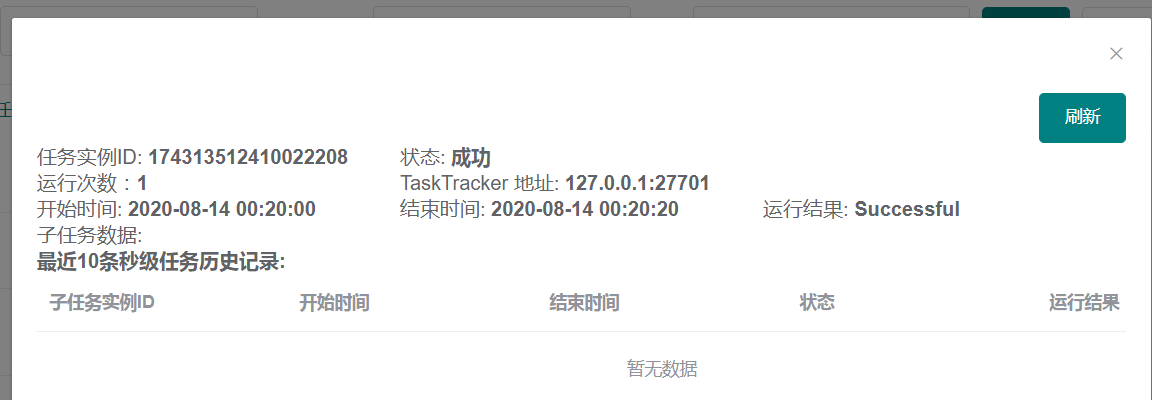 任
×
刷新
任务实例ID: 174313512410022208 状态: 成功
运行次数：1 TaskTracker 地址: 127.0.0.1:27701
开始时间: 2020-08-14 00:20:00 结束时间: 2020-08-14 00:20:20 运行结果: Successful
子任务数据:
最近10条秒级任务历史记录:
子任务实例ID 开始时间 结束时间 状态 运行结果
暂无数据